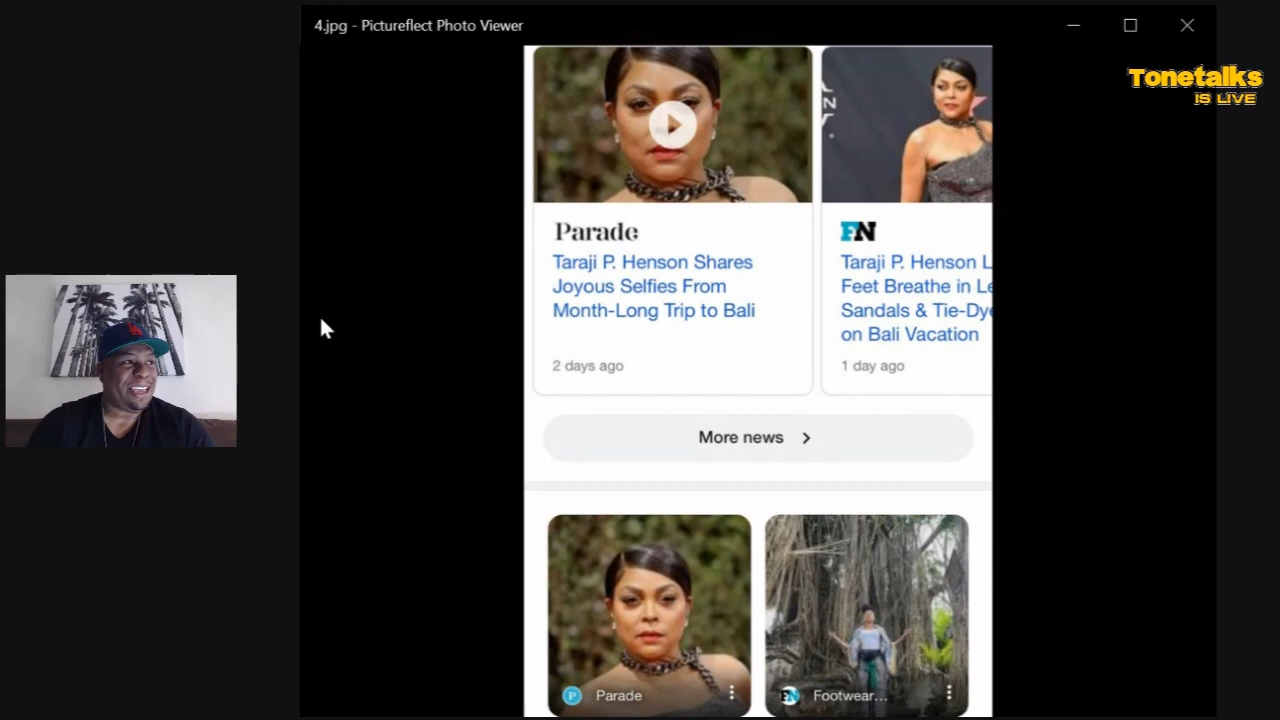 4.jpg - Pictureflect Photo Viewer
Tonetalks
IS LIVE
Parade
Taraji P. Henson Shares
Joyous Selfies From
Month-Long Trip to Bali
2 days ago
FN
Taraji P. Henson L
Feet Breathe in Le
Sandals & Tie-Dye
on Bali Vacation
1 day ago
More news
P Parade
FN Footwear...